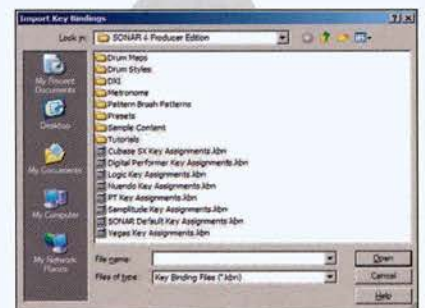 Import Key Bindings
Look in: SONAR 4 Producer Edition
My Recent Documents
Desktop
My Documents
My Computer
My Network Places
Drum Maps
Drum Styles
DXi
Metronome
Pattern Brush Patterns
Presets
Sample Content
Tutorials
Cubase SX Key Assignments.kbn
Digital Performer Key Assignments.kbn
Logic Key Assignments.kbn
Nuendo Key Assignments.kbn
PT Key Assignments.kbn
Samplitude Key Assignments.kbn
SONAR Default Key Assignments.kbn
Vegas Key Assignments.kbn
File name:
Open
Files of type: Key Binding Files (*.kbn)
Cancel
Help